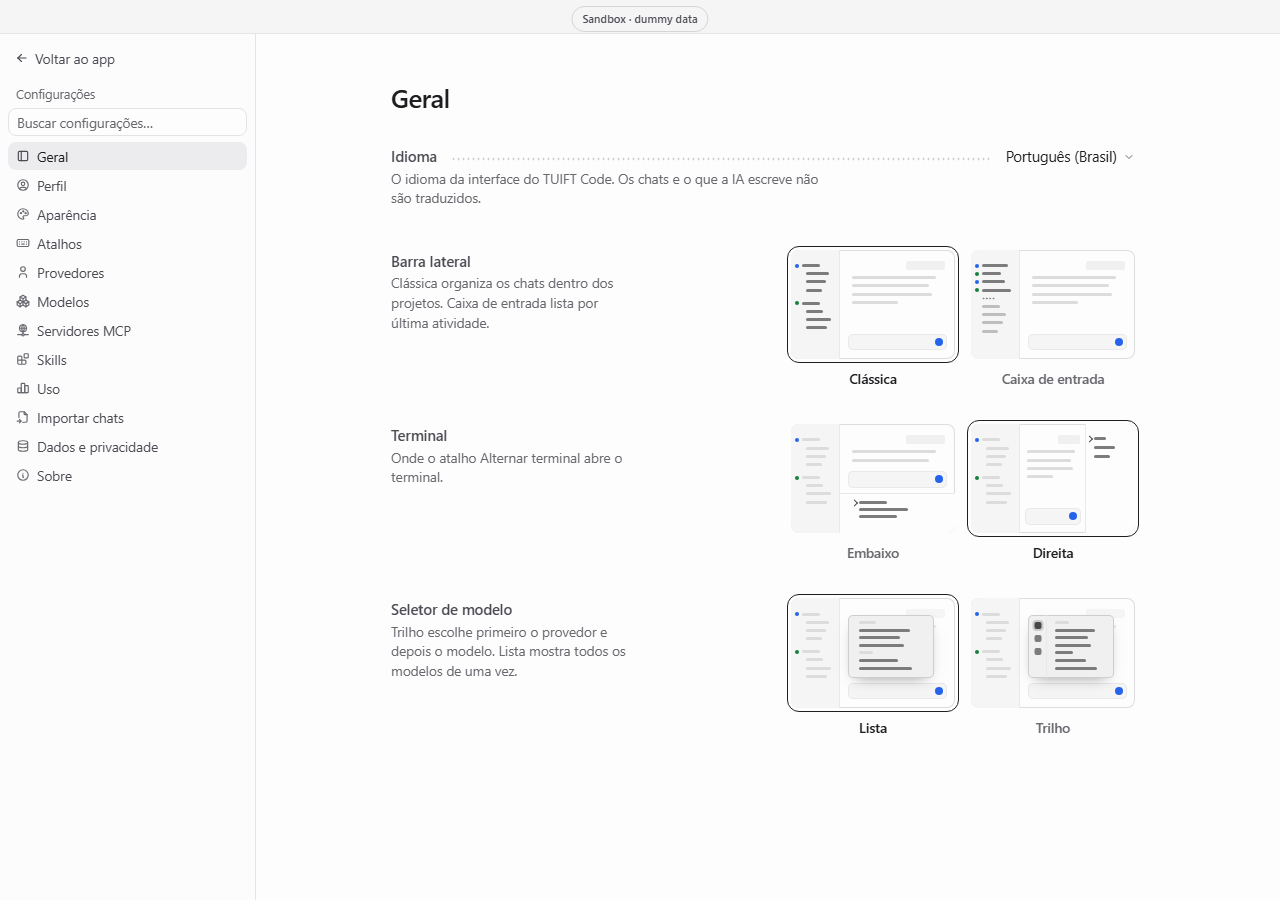 Sandbox · dummy data
Voltar ao app
Configurações
Buscar configurações...
Geral
Perfil
Aparência
Atalhos
Provedores
Modelos
Servidores MCP
Skills
Uso
Importar chats
Dados e privacidade
Sobre
Geral
Idioma
Português (Brasil)
O idioma da interface do TUIFT Code. Os chats e o que a IA escreve não
são traduzidos.
Barra lateral
Clássica organiza os chats dentro dos
projetos. Caixa de entrada lista por
última atividade.
Clássica
Caixa de entrada
Terminal
Onde o atalho Alternar terminal abre o
terminal.
Embaixo
Direita
Seletor de modelo
Trilho escolhe primeiro o provedor e
depois o modelo. Lista mostra todos os
modelos de uma vez.
Lista
Trilho